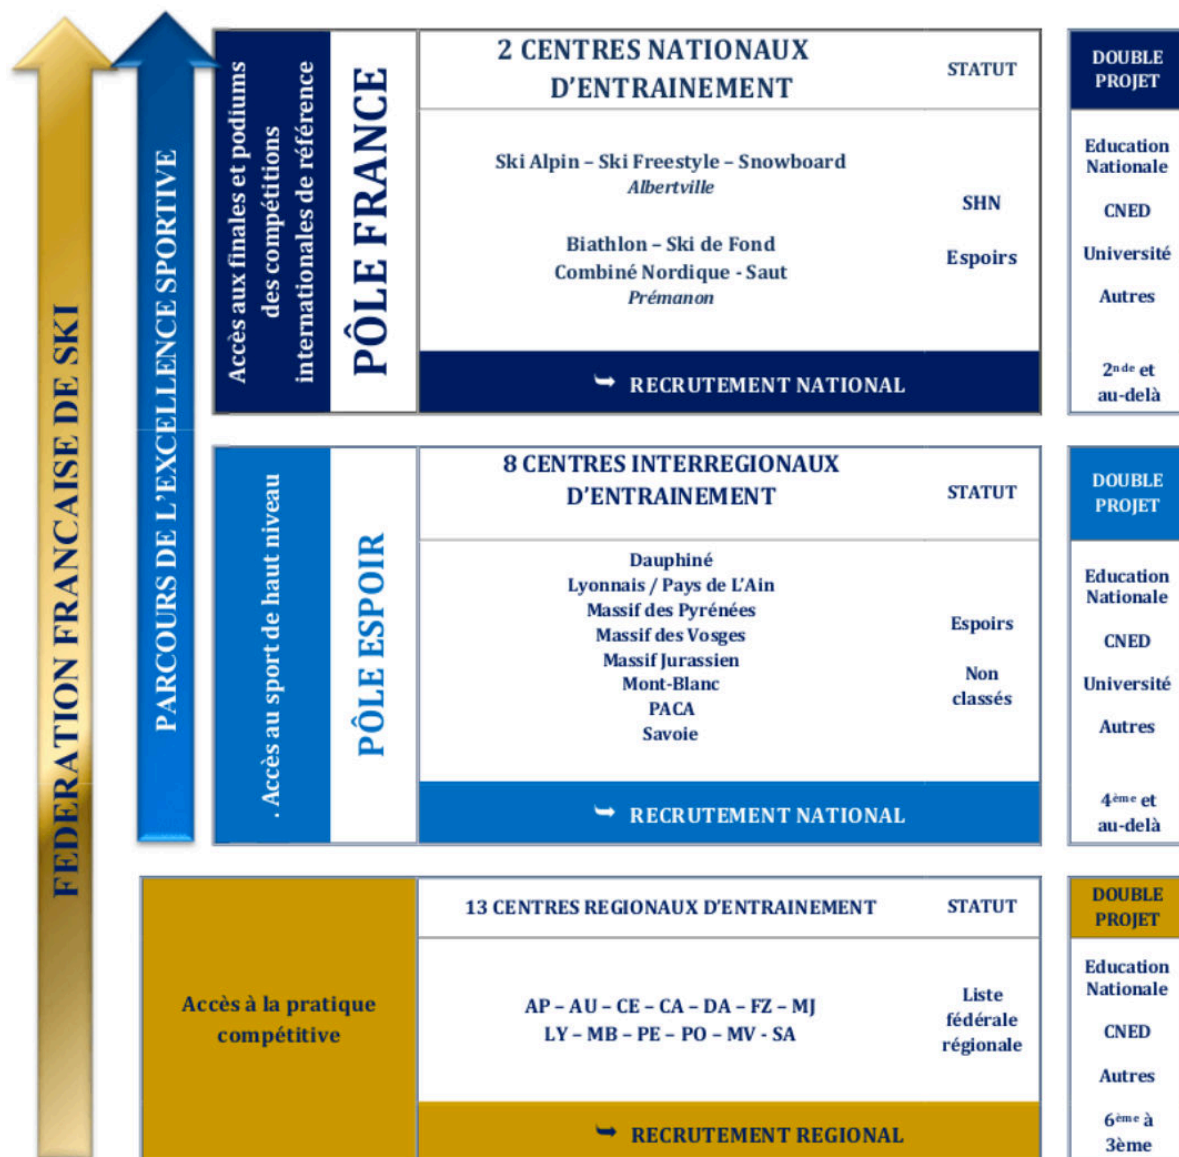 FEDERATION FRANCAISE DE SKI
PARCOURS DE L'EXCELLENCE SPORTIVE
Accès aux finales et podiums
des compétitions
internationales de référence
PÔLE FRANCE
2 CENTRES NATIONAUX
D'ENTRAINEMENT
STATUT
Ski Alpin – Ski Freestyle – Snowboard
Albertville
Biathlon – Ski de Fond
Combiné Nordique - Saut
Prémanon
SHN
Espoirs
➥ RECRUTEMENT NATIONAL
DOUBLE
PROJET
Education
Nationale
CNED
Université
Autres
2nde et
au-delà
. Accès au sport de haut niveau
PÔLE ESPOIR
8 CENTRES INTERREGIONAUX
D'ENTRAINEMENT
STATUT
Dauphiné
Lyonnais / Pays de L'Ain
Massif des Pyrénées
Massif des Vosges
Massif Jurassien
Mont-Blanc
PACA
Savoie
Espoirs
Non
classés
➥ RECRUTEMENT NATIONAL
DOUBLE
PROJET
Education
Nationale
CNED
Université
Autres
4ème et
au-delà
Accès à la pratique
compétitive
13 CENTRES REGIONAUX D'ENTRAINEMENT
STATUT
AP – AU – CE – CA – DA – FZ – MJ
LY – MB – PE – PO – MV - SA
Liste
fédérale
régionale
➥ RECRUTEMENT REGIONAL
DOUBLE
PROJET
Education
Nationale
CNED
Autres
6ème à
3ème